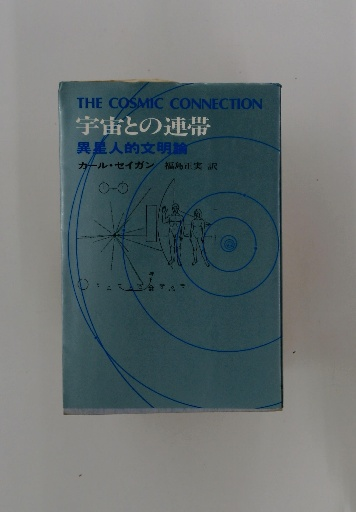 THE COSMIC CONNECTION
宇宙との連帯
異星人的文明論
カール・セイガン 福島正実 訳